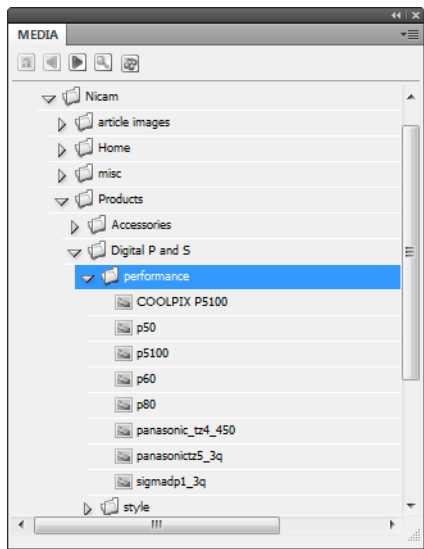 MEDIA
Nicam
article images
Home
misc
Products
Accessories
Digital P and S
performance
COOLPIX P5100
p50
p5100
p60
p80
panasonic_tz4_450
panasonictz5_3q
sigmadp1_3q
style